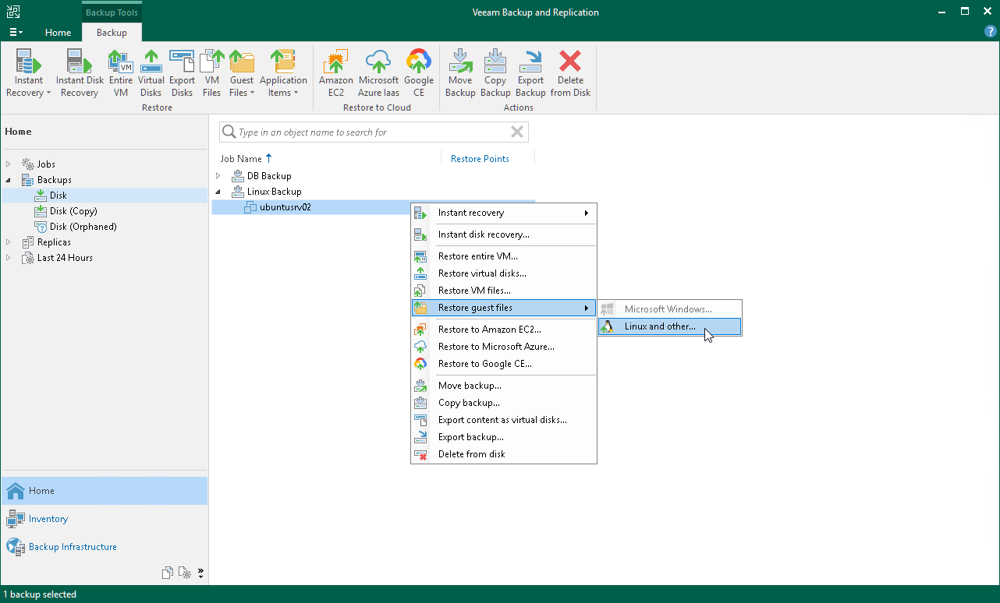 Backup Tools
Veeam Backup and Replication
Home
Backup
?
Instant Recovery
Instant Disk Recovery
Entire VM
VM
Virtual Disks
Export Disks
VM Files
Guest Files
Application Items
Restore
Amazon EC2
Microsoft Azure Iaas
Google CE
Restore to Cloud
Move Backup
Copy Backup
Export Backup
Delete from Disk
Actions
Home
Jobs
Backups
Disk
Disk (Copy)
Disk (Orphaned)
Replicas
Last 24 Hours
Home
Inventory
Backup Infrastructure
Type in an object name to search for
Job Name
Restore Points
DB Backup
Linux Backup
ubuntusrv02
Instant recovery
Instant disk recovery...
Restore entire VM...
Restore virtual disks...
Restore VM files...
Restore guest files
Restore to Amazon EC2...
Restore to Microsoft Azure...
Restore to Google CE...
Move backup...
Copy backup...
Export content as virtual disks...
Export backup...
Delete from disk
Microsoft Windows...
Linux and other...
1 backup selected